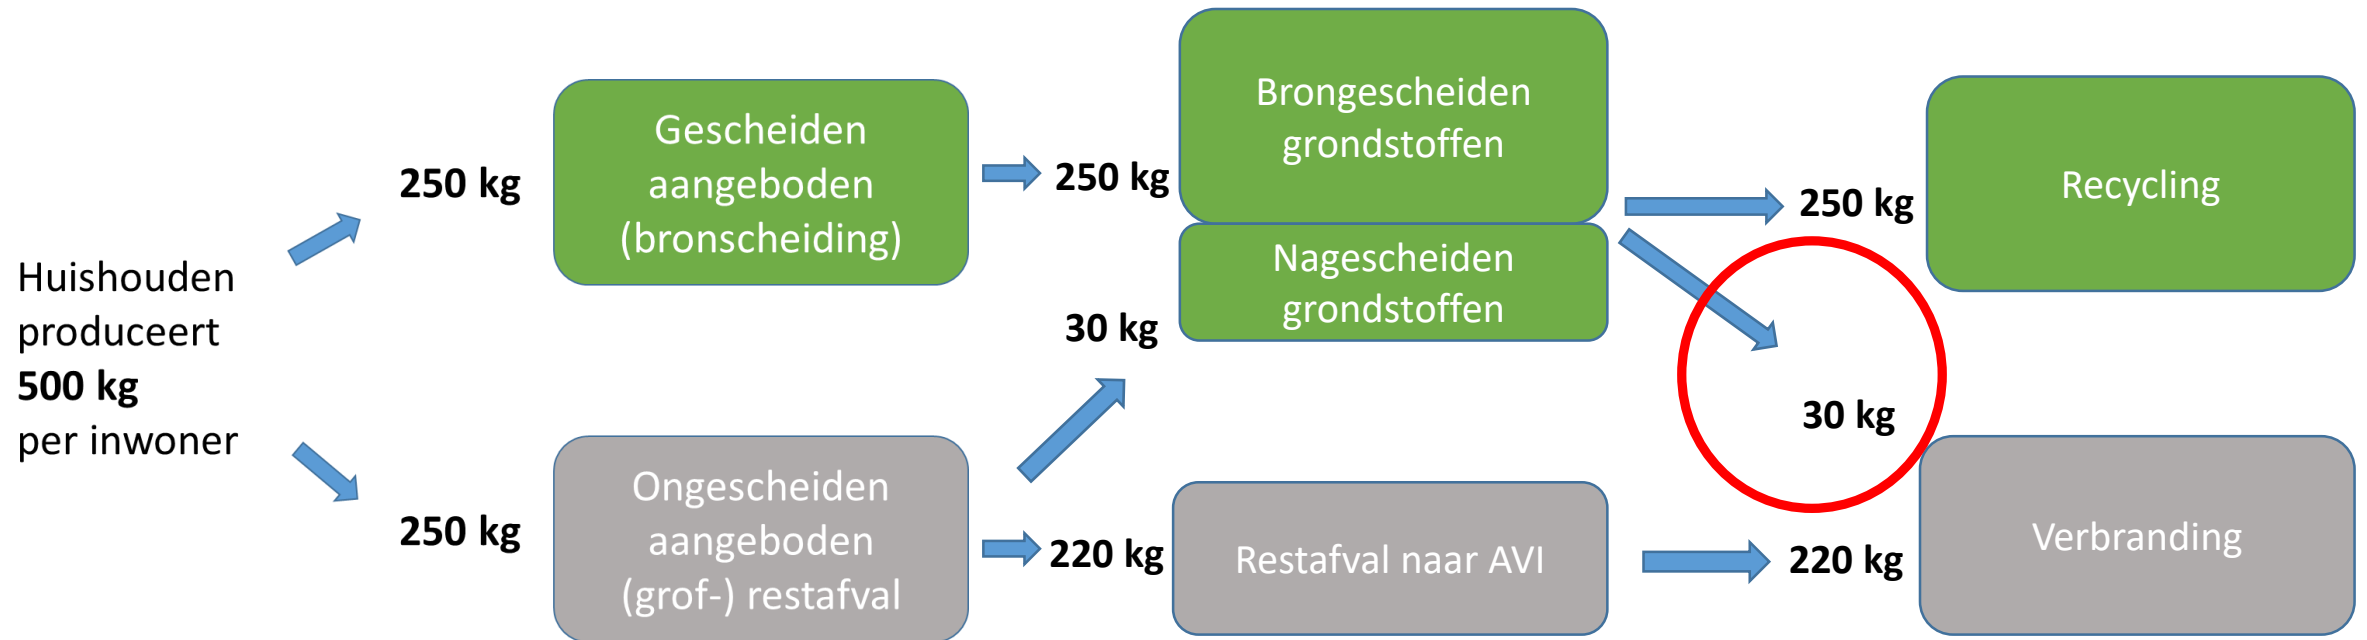 Huishouden
produceert
500 kg
per inwoner
250 kg
Gescheiden
aangeboden
(bronscheiding)
250 kg
Brongescheiden
grondstoffen
Nagescheiden
grondstoffen
30 kg
250 kg
Recycling
30 kg
250 kg
Ongescheiden
aangeboden
(grof-) restafval
220 kg
Restafval naar AVI
220 kg
Verbranding